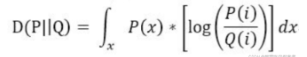 D(P||Q) = ∫ₓ P(x) * [log(P(i)/Q(i))] dx